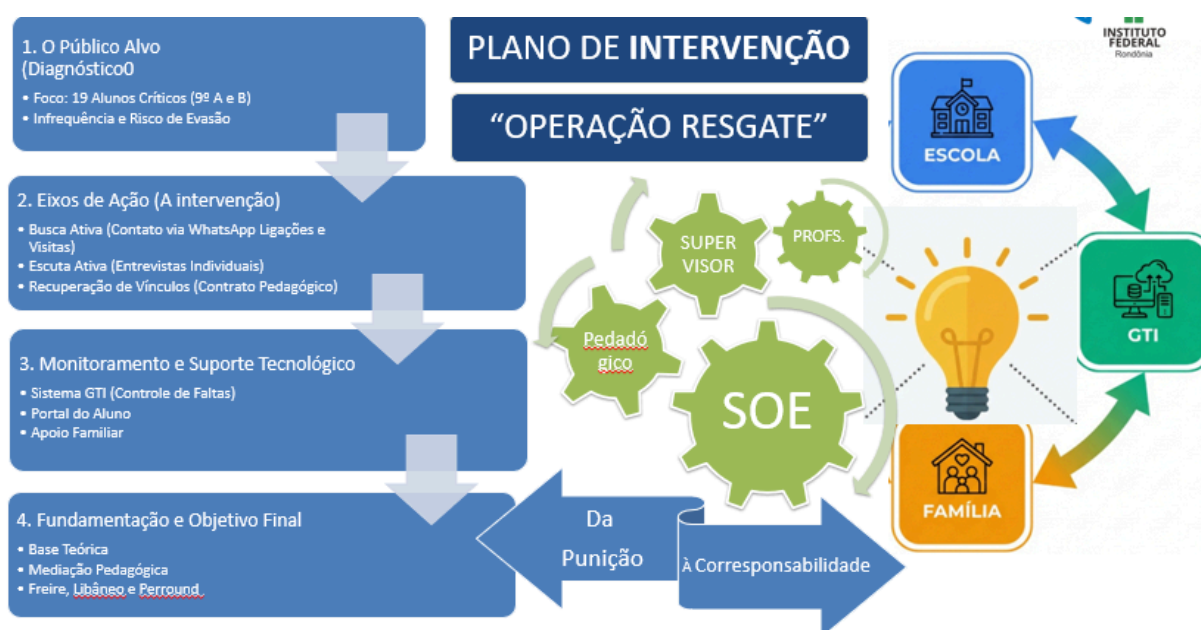 1. O Público Alvo
(Diagnóstico0
• Foco: 19 Alunos Críticos (9º A e B)
• Infrequência e Risco de Evasão
2. Eixos de Ação (A intervenção)
• Busca Ativa (Contato via WhatsApp Ligações e
Visitas)
• Escuta Ativa (Entrevistas Individuais)
• Recuperação de Vínculos (Contrato Pedagógico)
3. Monitoramento e Suporte Tecnológico
• Sistema GTI (Controle de Faltas)
• Portal do Aluno
• Apoio Familiar
4. Fundamentação e Objetivo Final
• Base Teórica
• Mediação Pedagógica
• Freire, Libâneo e Perround
PLANO DE INTERVENÇÃO
“OPERAÇÃO RESGATE”
SUPER
VISOR
PROFS.
Pedadó
gico
SOE
Da
Punição
À Corresponsabilidade
INSTITUTO
FEDERAL
Rondônia
ESCOLA
GTI
FAMÍLIA